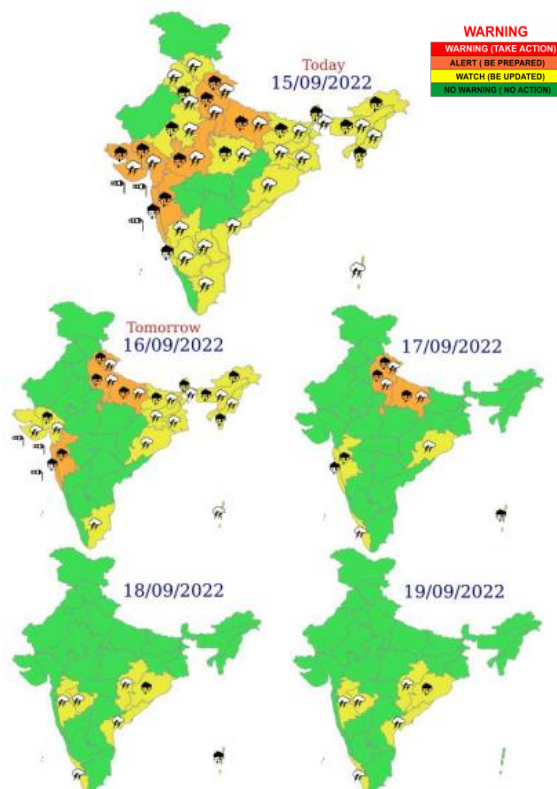 WARNING
WARNING (TAKE ACTION)
ALERT ( BE PREPARED)
WATCH (BE UPDATED)
NO WARNING ( NO ACTION)
Today
15/09/2022
Tomorrow
16/09/2022
17/09/2022
18/09/2022
19/09/2022